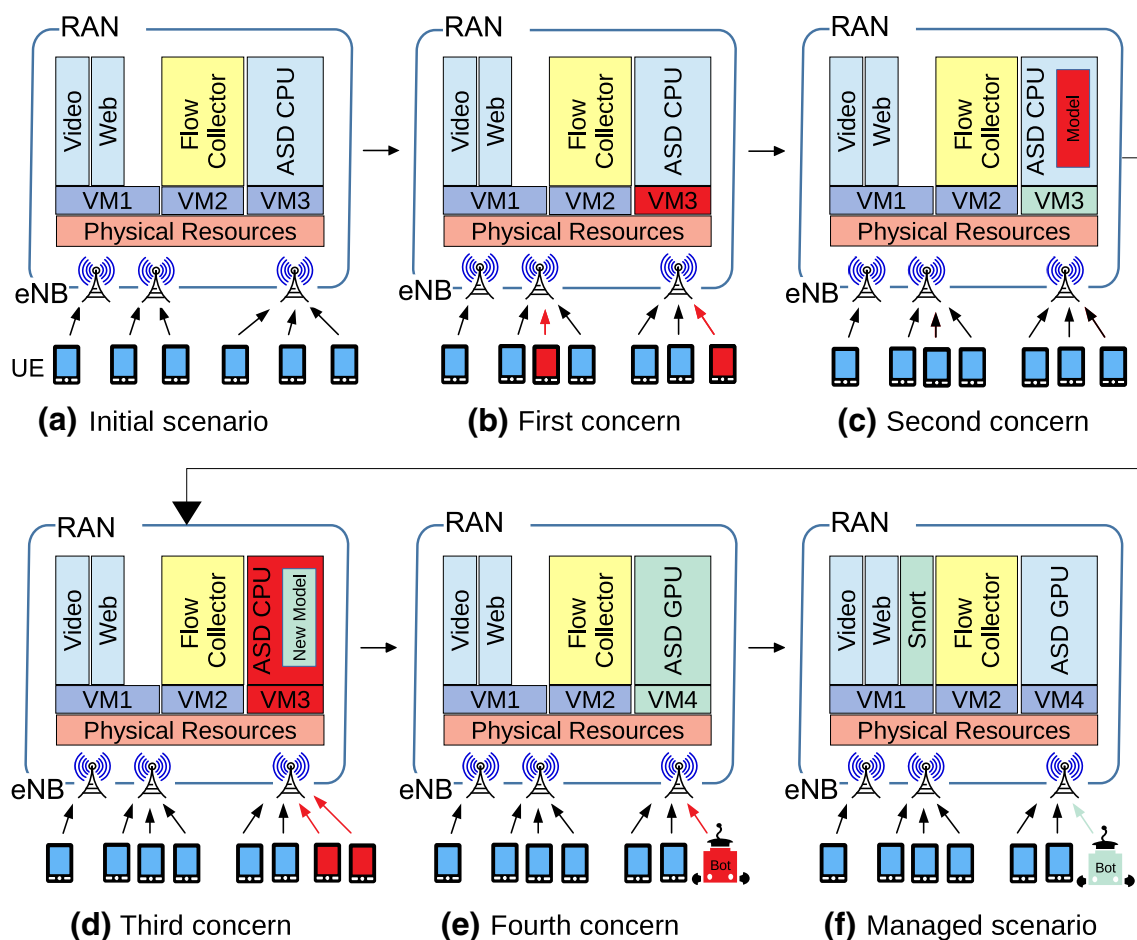 RAN
Video
Web
Flow
Collector
ASD CPU
VM1
VM2
VM3
Physical Resources
eNB
UE
(a) Initial scenario
RAN
Video
Web
Flow
Collector
ASD CPU
VM1
VM2
VM3
Physical Resources
eNB
(b) First concern
RAN
Video
Web
Flow
Collector
ASD CPU
Model
VM1
VM2
VM3
Physical Resources
eNB
(c) Second concern
RAN
Video
Web
Flow
Collector
ASD CPU
New Model
VM1
VM2
VM3
Physical Resources
eNB
(d) Third concern
RAN
Video
Web
Flow
Collector
ASD GPU
VM1
VM2
VM4
Physical Resources
eNB
Bot
(e) Fourth concern
RAN
Video
Web
Snort
Flow
Collector
ASD GPU
VM1
VM2
VM4
Physical Resources
eNB
Bot
(f) Managed scenario